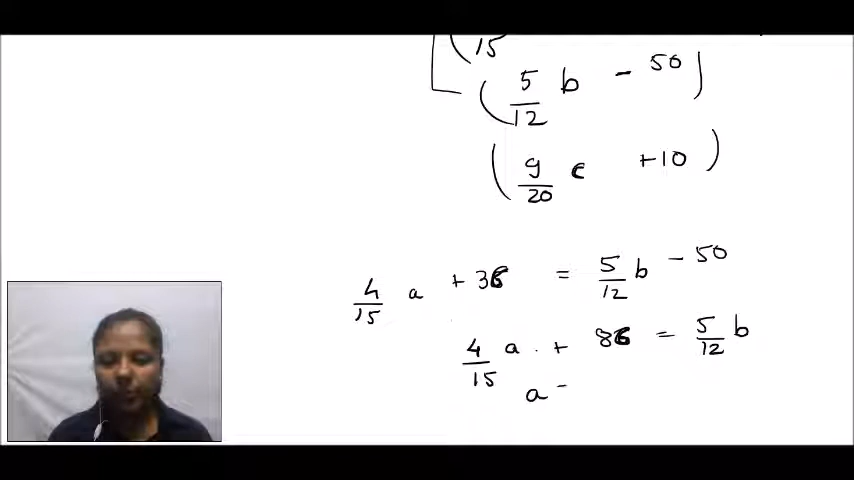 15
(5/12 b - 50)
(9/20 c +10)
4/15 a + 36 = 5/12 b - 50
4/15 a . + 86 = 5/12 b
a =